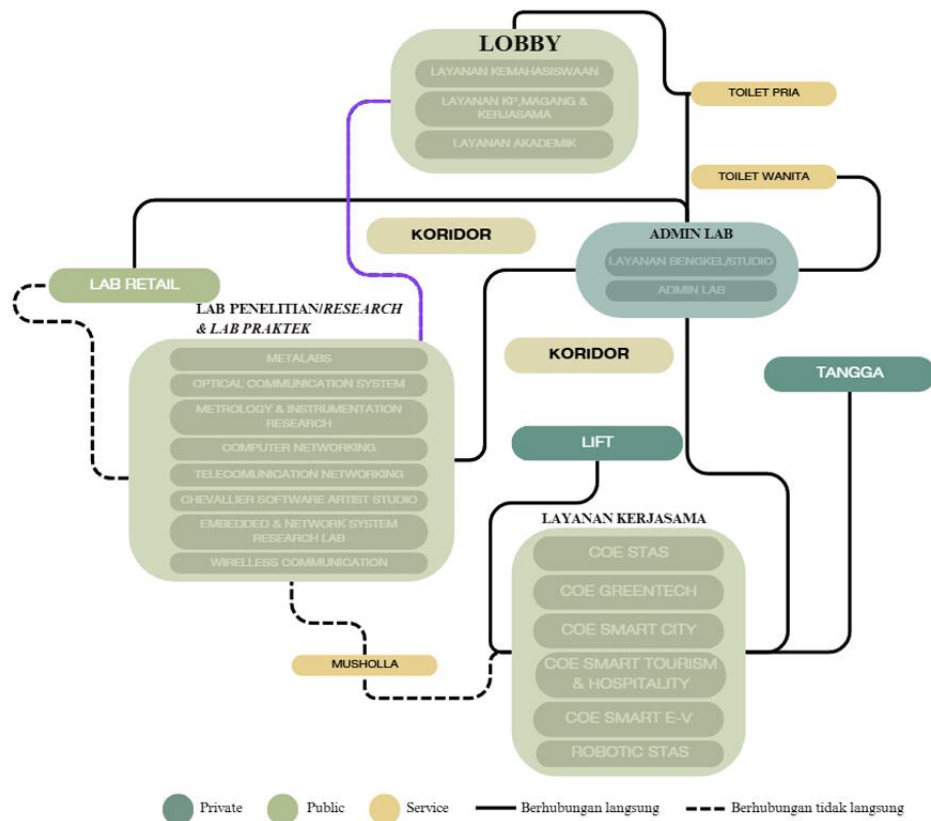 LOBBY
LAYANAN KEMAHASISWAAN
LAYANAN KP,MAGANG &
KERJASAMA
LAYANAN AKADEMIK
TOILET PRIA
TOILET WANITA
KORIDOR
ADMIN LAB
LAYANAN BENGKEL/STUDIO
ADMIN LAB
LAB RETAIL
LAB PENELITIAN/RESEARCH
& LAB PRAKTEK
METALABS
OPTICAL COMMUNICATION SYSTEM
METROLOGY & INSTRUMENTATION
RESEARCH
COMPUTER NETWORKING
TELECOMUNICATION NETWORKING
CHEVALLIER SOFTWARE ARTIST STUDIO
EMBEDDED & NETWORK SYSTEM
RESEARCH LAB
WIRELLESS COMMUNICATION
KORIDOR
TANGGA
LIFT
LAYANAN KERJASAMA
COE STAS
COE GREENTECH
COE SMART CITY
COE SMART TOURISM
& HOSPITALITY
COE SMART E-V
ROBOTIC STAS
MUSHOLLA
Private
Public
Service
Berhubungan langsung
Berhubungan tidak langsung